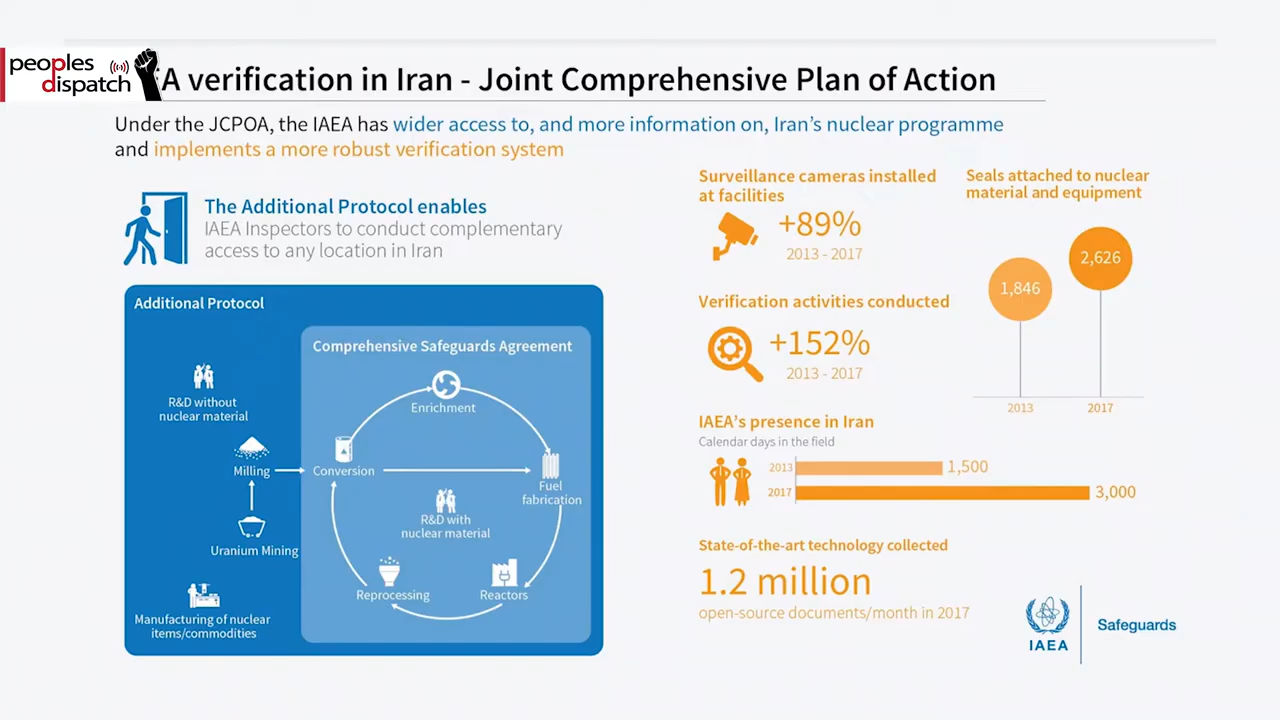 peoples
dispatch
A verification in Iran - Joint Comprehensive Plan of Action
Under the JCPOA, the IAEA has wider access to, and more information on, Iran's nuclear programme
and implements a more robust verification system
The Additional Protocol enables
IAEA Inspectors to conduct complementary
access to any location in Iran
Additional Protocol
Comprehensive Safeguards Agreement
Enrichment
R&D without
nuclear material
Milling
Conversion
Fuel
fabrication
R&D with
nuclear material
Uranium Mining
Reprocessing
Reactors
Manufacturing of nuclear
items/commodities
Surveillance cameras installed
at facilities
+89%
2013 - 2017
Seals attached to nuclear
material and equipment
1,846
2,626
2013
2017
Verification activities conducted
+152%
2013 - 2017
IAEA's presence in Iran
Calendar days in the field
2013
1,500
2017
3,000
State-of-the-art technology collected
1.2 million
open-source documents/month in 2017
IAEA
Safeguards